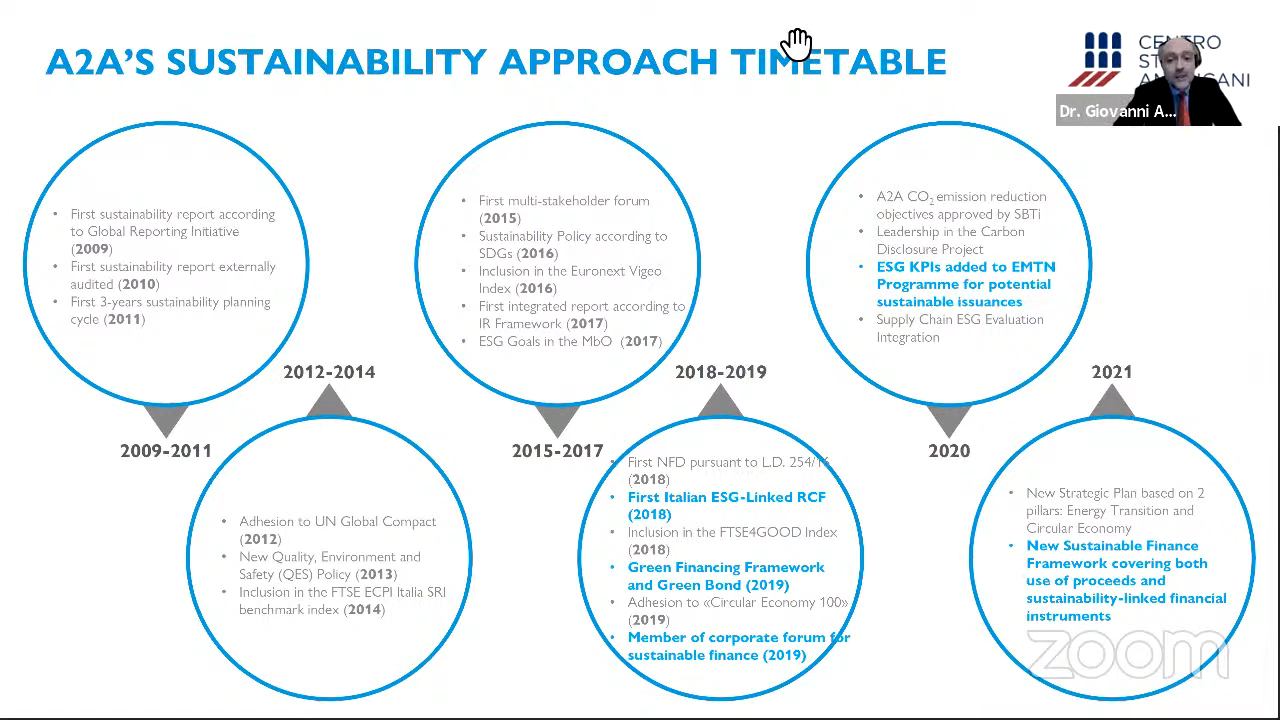 A2A'S SUSTAINABILITY APPROACH TIMETABLE
CENTRO
Dr. Giovanni A...
• First sustainability report according
to Global Reporting Initiative
(2009)
• First sustainability report externally
audited (2010)
• First 3-years sustainability planning
cycle (2011)
2009-2011
2012-2014
• Adhesion to UN Global Compact
(2012)
• New Quality, Environment and
Safety (QES) Policy (2013)
• Inclusion in the FTSE ECPI Italia SRI
benchmark index (2014)
• First multi-stakeholder forum
(2015)
• Sustainability Policy according to
SDGs (2016)
• Inclusion in the Euronext Vigeo
Index (2016)
• First integrated report according to
IR Framework (2017)
• ESG Goals in the MbO (2017)
2015-2017
2018-2019
• First NFD pursuant to L.D. 254/16
(2018)
• First Italian ESG-Linked RCF
(2018)
• Inclusion in the FTSE4GOOD Index
(2018)
• Green Financing Framework
and Green Bond (2019)
• Adhesion to «Circular Economy 100»
(2019)
• Member of corporate forum for
sustainable finance (2019)
• A2A CO2 emission reduction
objectives approved by SBTi
• Leadership in the Carbon
Disclosure Project
• ESG KPIs added to EMTN
Programme for potential
sustainable issuances
• Supply Chain ESG Evaluation
Integration
2020
2021
• New Strategic Plan based on 2
pillars: Energy Transition and
Circular Economy
• New Sustainable Finance
Framework covering both
use of proceeds and
sustainability-linked financial
instruments
zoom